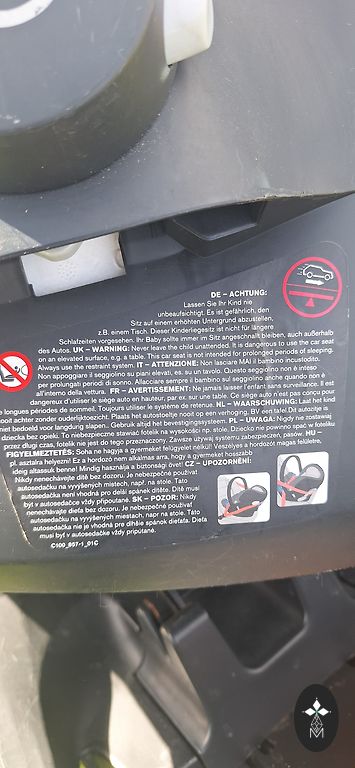 DE – ACHTUNG:
Lassen Sie Ihr Kind nie
unbeaufsichtigt. Es ist gefährlich, den
Sitz auf einem erhöhten Untergrund abzustellen,
z.B. einem Tisch. Dieser Kinderliegesitz ist nicht für längere
Schlafzeiten vorgesehen. Ihr Baby sollte immer im Sitz angeschnallt bleiben, auch außerhalb
des Autos. UK – WARNING: Never leave the child unattended. It is dangerous to use the car seat
on an elevated surface, e.g. a table. This car seat is not intended for prolonged periods of sleeping.
Always use the restraint system. IT – ATTENZIONE: Non lasciare MAI il bambino incustodito.
Non appoggiare il seggiolino su piani elevati, es. su un tavolo. Questo seggiolino non è inteso
per prolungati periodi di sonno. Allacciare sempre il bambino sul seggiolino anche quando non è
all'interno della vettura. FR – AVERTISSEMENT: Ne jamais laisser l'enfant sans surveillance. Il est
dangereux d'utiliser le siège auto en hauteur, par ex. sur une table. Ce siège auto n'est pas conçu pour
e longues périodes de sommeil. Toujours utiliser le système de retenue. NL – WAARSCHUWING: Laat het kind
ooit achter zonder ouderlijk Plaats het autostoeltje nooit op een verhoging, BV een tafel. Dit autozitje is
niet bedoeld voor langdurig slapen. Gebruik altijd het bevestigingssysteem. PL – UWAGA: Nigdy nie zostawiaj
dziecka bez opieki. To niebezpieczne stawiać fotelik na wysokości np. stole. Dziecka nie powinno spać w foteliku
przez długi czas, fotelik nie jest do tego przeznaczony. Zawsze używaj systemu zabezpieczeń, pasów. HU –
FIGYELMEZTETÉS: Soha ne hagyja a gyermeket felügyelet nélkül! Veszélyes a hordozót magas felületre,
pl. asztalra helyezni! Ez a hordozó nem alkalmas arra, hogy a gyermeket hosszabb
ideig altassuk benne! Mindig használja a biztonsági övet! CZ – UPOZORNĚNÍ:
Nikdy nenechávejte dítě bez dozoru. Je nebezpečné používat
autosedačku na vyvýšených místech, např. na stole. Tato
autosedačka není vhodná pro delší spánek dítěte. Dítě musí
být v autosedačce vždy připoutané. SK – POZOR: Nikdy
nenechávejte dieťa bez dozoru. Je nebezpečné používať
autosedačku na vyvýšených miestach, napr. na stole. Táto
autosedačka nie je vhodná pre dlhšie spánok dieťaťa. Dieťa
musí byť v autosedačke vždy pripútané.
C100_857-1_01C
M